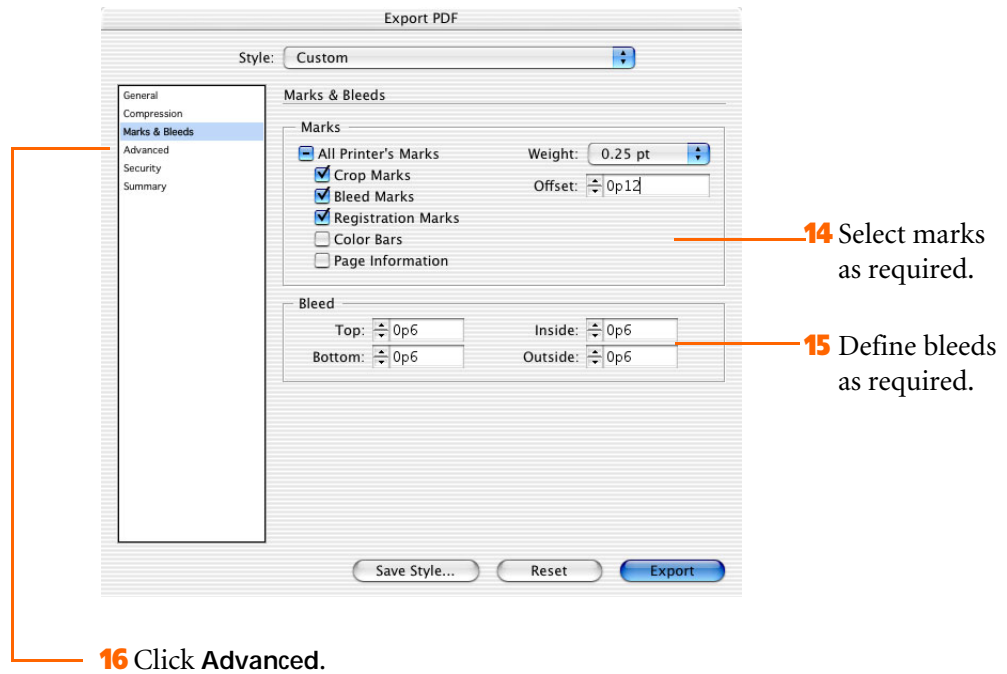 Export PDF
Style: Custom
General
Compression
Marks & Bleeds
Advanced
Security
Summary
Marks & Bleeds
Marks
All Printer's Marks
Crop Marks
Bleed Marks
Registration Marks
Color Bars
Page Information
Weight: 0.25 pt
Offset: 0p12
Bleed
Top: 0p6
Bottom: 0p6
Inside: 0p6
Outside: 0p6
Save Style...
Reset
Export
14 Select marks
as required.
15 Define bleeds
as required.
16 Click Advanced.